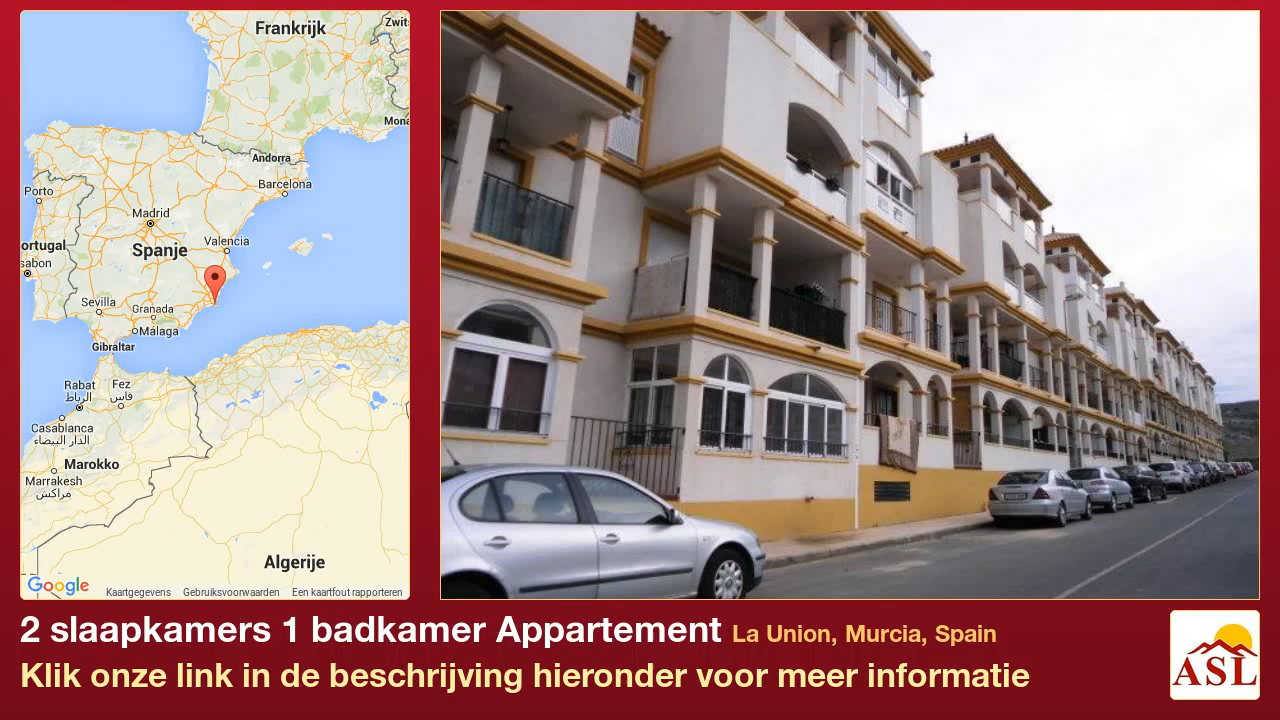 Frankrijk
Zwits
Mona
Andorra
Barcelona
Porto
Madrid
ortugal
Spanje
Valencia
sabon
Sevilla
Granada
Málaga
Gibraltar
Rabat
الرباط
Fez
فاس
Casablanca
الدار البيضاء
Marokko
Marrakesh
مراكش
Algerije
Google
Kaartgegevens Gebruiksvoorwaarden Een kaartfout rapporteren
2 slaapkamers 1 badkamer Appartement La Union, Murcia, Spain
Klik onze link in de beschrijving hieronder voor meer informatie
ASL